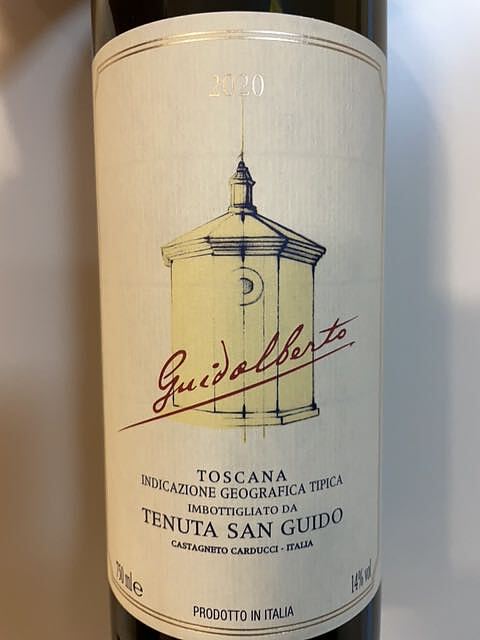 2020
Guidalberto
TOSCANA
INDICAZIONE GEOGRAFICA TIPICA
IMBOTTIGLIATO DA
TENUTA SAN GUIDO
CASTAGNETO CARDUCCI - ITALIA
750 ml e 14% vol
PRODOTTO IN ITALIA